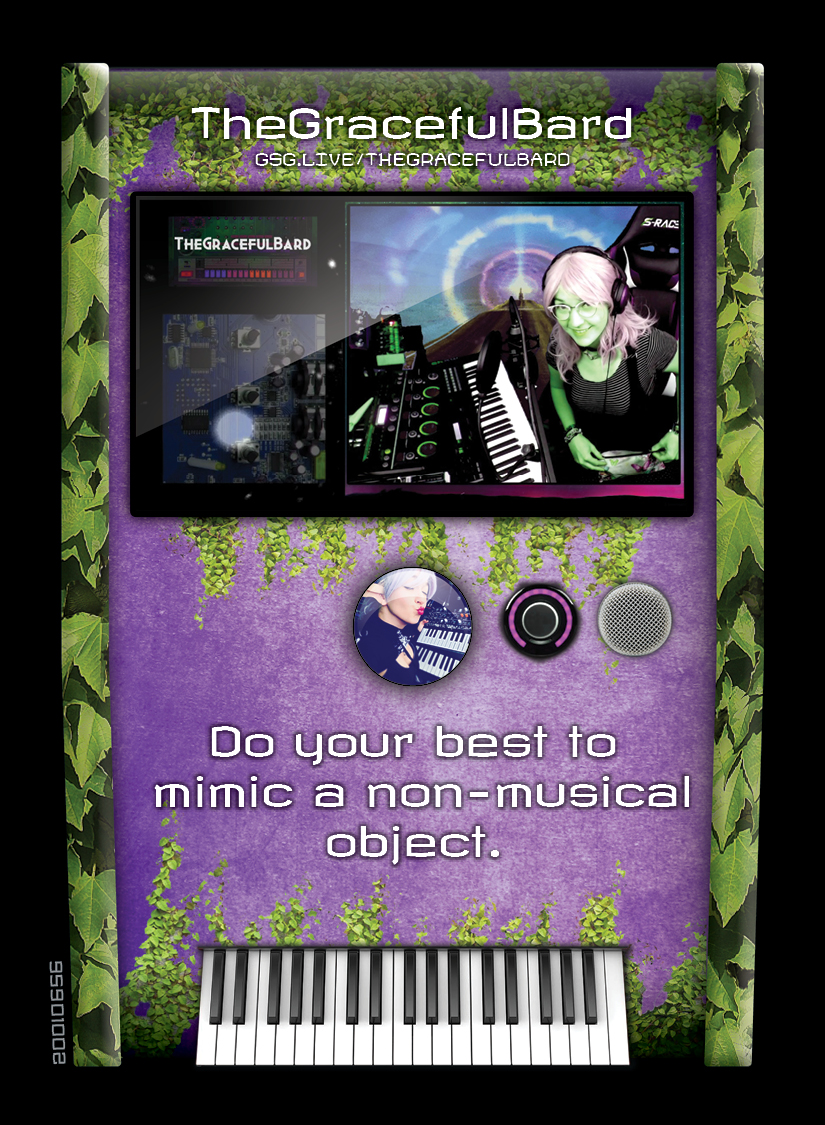 TheGracefulBard
GSG.LIVE/THEGRACEFULBARD
TheGracefulBard
S-RACE
Do your best to
mimic a non-musical
object.
20010656